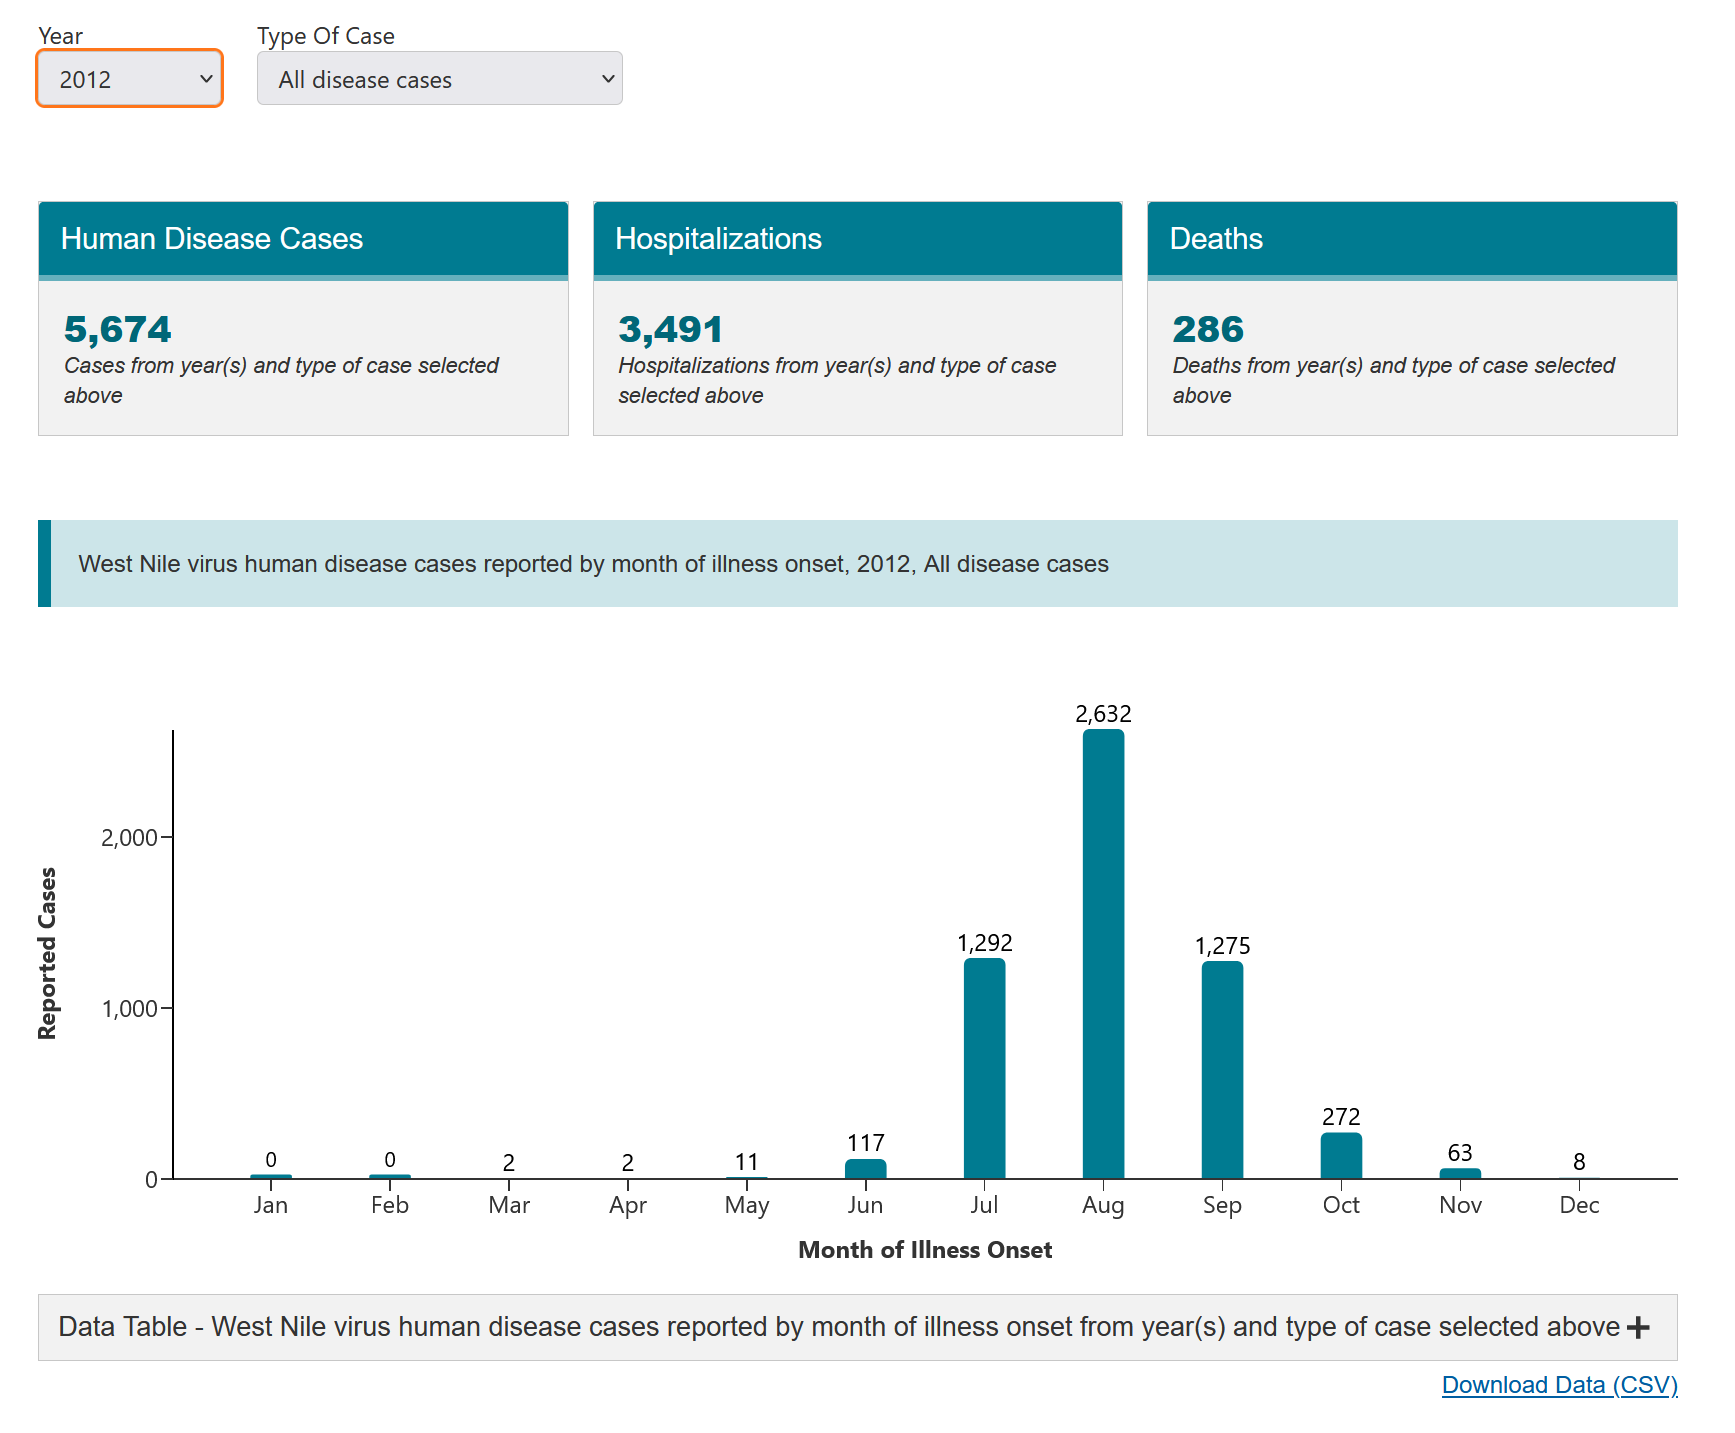 Year
Type Of Case
2012
All disease cases
Human Disease Cases
5,674
Cases from year(s) and type of case selected
above
Hospitalizations
3,491
Hospitalizations from year(s) and type of case
selected above
Deaths
286
Deaths from year(s) and type of case selected
above
West Nile virus human disease cases reported by month of illness onset, 2012, All disease cases
Reported Cases
2,000
1,000
0
0
0
2
2
11
117
1,292
2,632
1,275
272
63
8
Jan
Feb
Mar
Apr
May
Jun
Jul
Aug
Sep
Oct
Nov
Dec
Month of Illness Onset
Data Table - West Nile virus human disease cases reported by month of illness onset from year(s) and type of case selected above
Download Data (CSV)